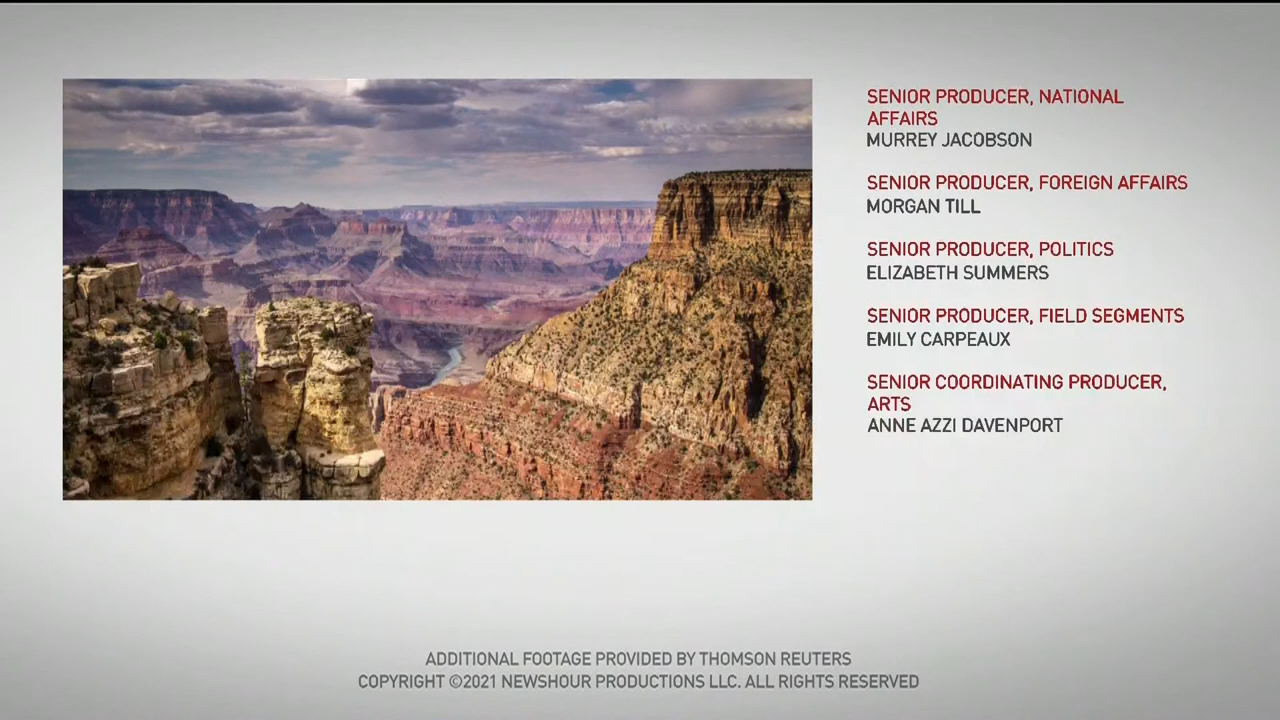 SENIOR PRODUCER, NATIONAL
AFFAIRS
MURREY JACOBSON
SENIOR PRODUCER, FOREIGN AFFAIRS
MORGAN TILL
SENIOR PRODUCER, POLITICS
ELIZABETH SUMMERS
SENIOR PRODUCER, FIELD SEGMENTS
EMILY CARPEAUX
SENIOR COORDINATING PRODUCER,
ARTS
ANNE AZZI DAVENPORT
ADDITIONAL FOOTAGE PROVIDED BY THOMSON REUTERS
COPYRIGHT ©2021 NEWSHOUR PRODUCTIONS LLC. ALL RIGHTS RESERVED